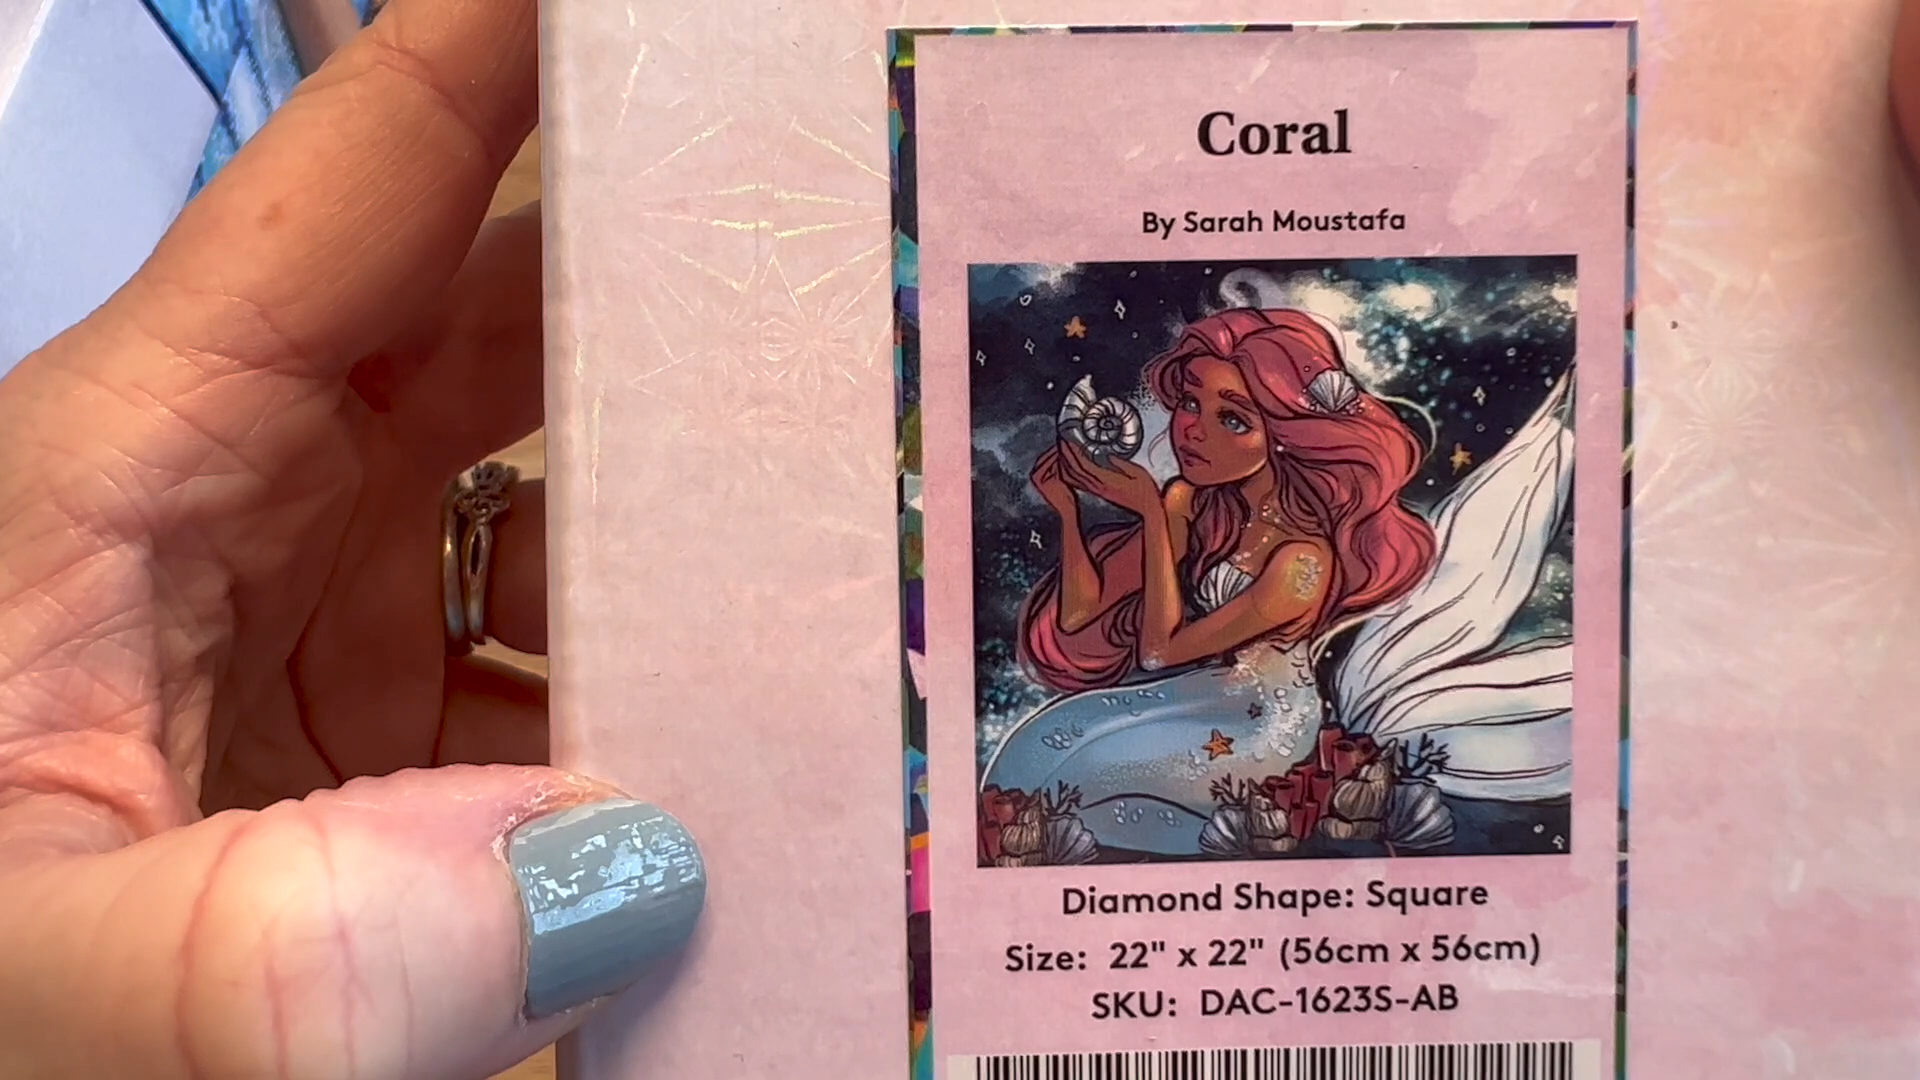 Coral
By Sarah Moustafa
Diamond Shape: Square
Size: 22" x 22" (56cm x 56cm)
SKU: DAC-1623S-AB